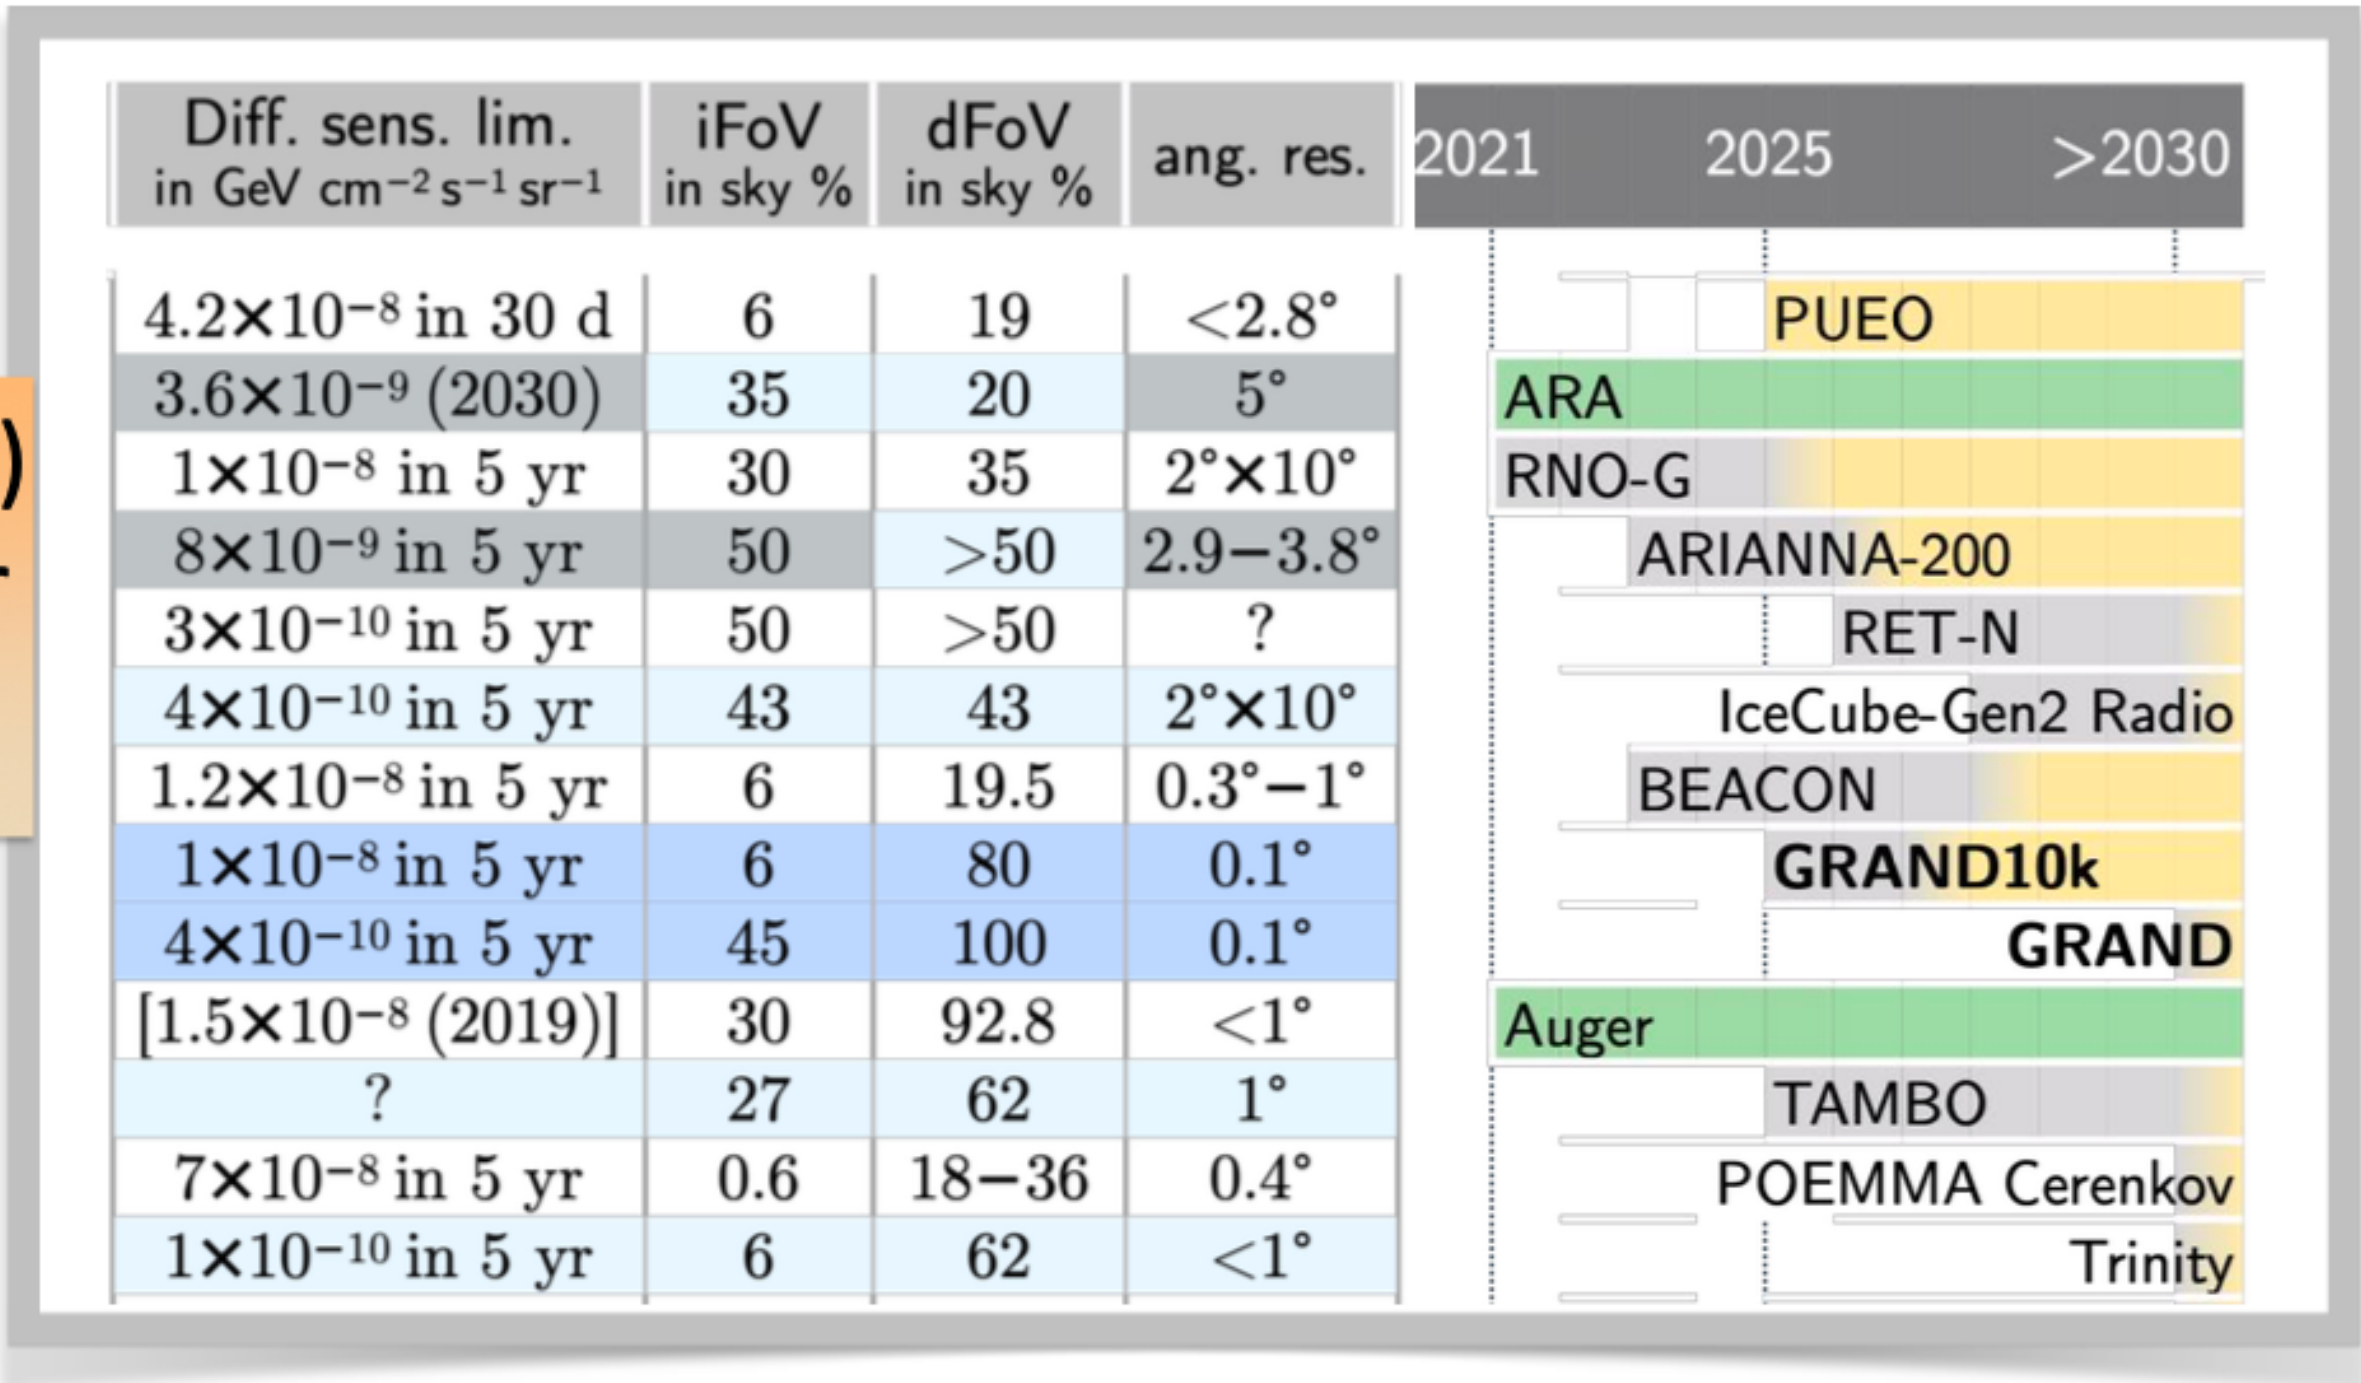 Diff. sens. lim. iFoV dFoV ang. res. 2021 2025 >2030
in GeV cm⁻² s⁻¹ sr⁻¹ in sky % in sky %
4.2×10⁻⁸ in 30 d 6 19 <2.8° PUEO
3.6×10⁻⁹ (2030) 35 20 5° ARA
1×10⁻⁸ in 5 yr 30 35 2°×10° RNO-G
8×10⁻⁹ in 5 yr 50 >50 2.9−3.8° ARIANNA-200
3×10⁻¹⁰ in 5 yr 50 >50 ? RET-N
4×10⁻¹⁰ in 5 yr 43 43 2°×10° IceCube-Gen2 Radio
1.2×10⁻⁸ in 5 yr 6 19.5 0.3°−1° BEACON
1×10⁻⁸ in 5 yr 6 80 0.1° GRAND10k
4×10⁻¹⁰ in 5 yr 45 100 0.1° GRAND
[1.5×10⁻⁸ (2019)] 30 92.8 <1° Auger
? 27 62 1° TAMBO
7×10⁻⁸ in 5 yr 0.6 18−36 0.4° POEMMA Cerenkov
1×10⁻¹⁰ in 5 yr 6 62 <1° Trinity